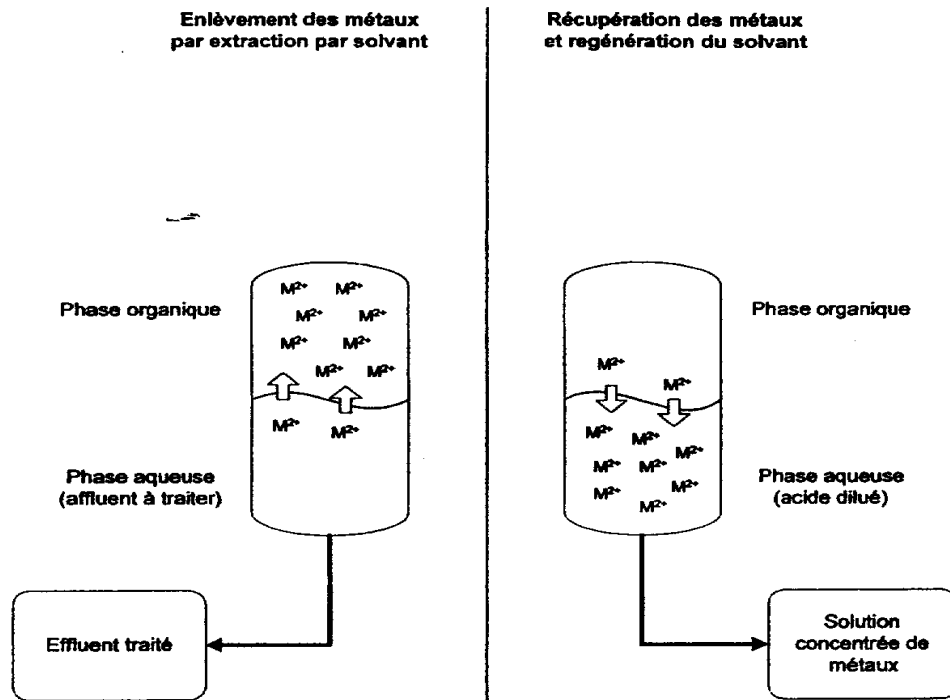 Enlèvement des métaux
par extraction par solvant
Phase organique
M²⁺ M²⁺
M²⁺ M²⁺
M²⁺ M²⁺
M²⁺ M²⁺
M²⁺ M²⁺
Phase aqueuse
(affluent à traiter)
Effluent traité
Récupération des métaux
et regénération du solvant
Phase organique
M²⁺ M²⁺
M²⁺ M²⁺ M²⁺
M²⁺ M²⁺
M²⁺ M²⁺ M²⁺
Phase aqueuse
(acide dilué)
Solution
concentrée de
métaux